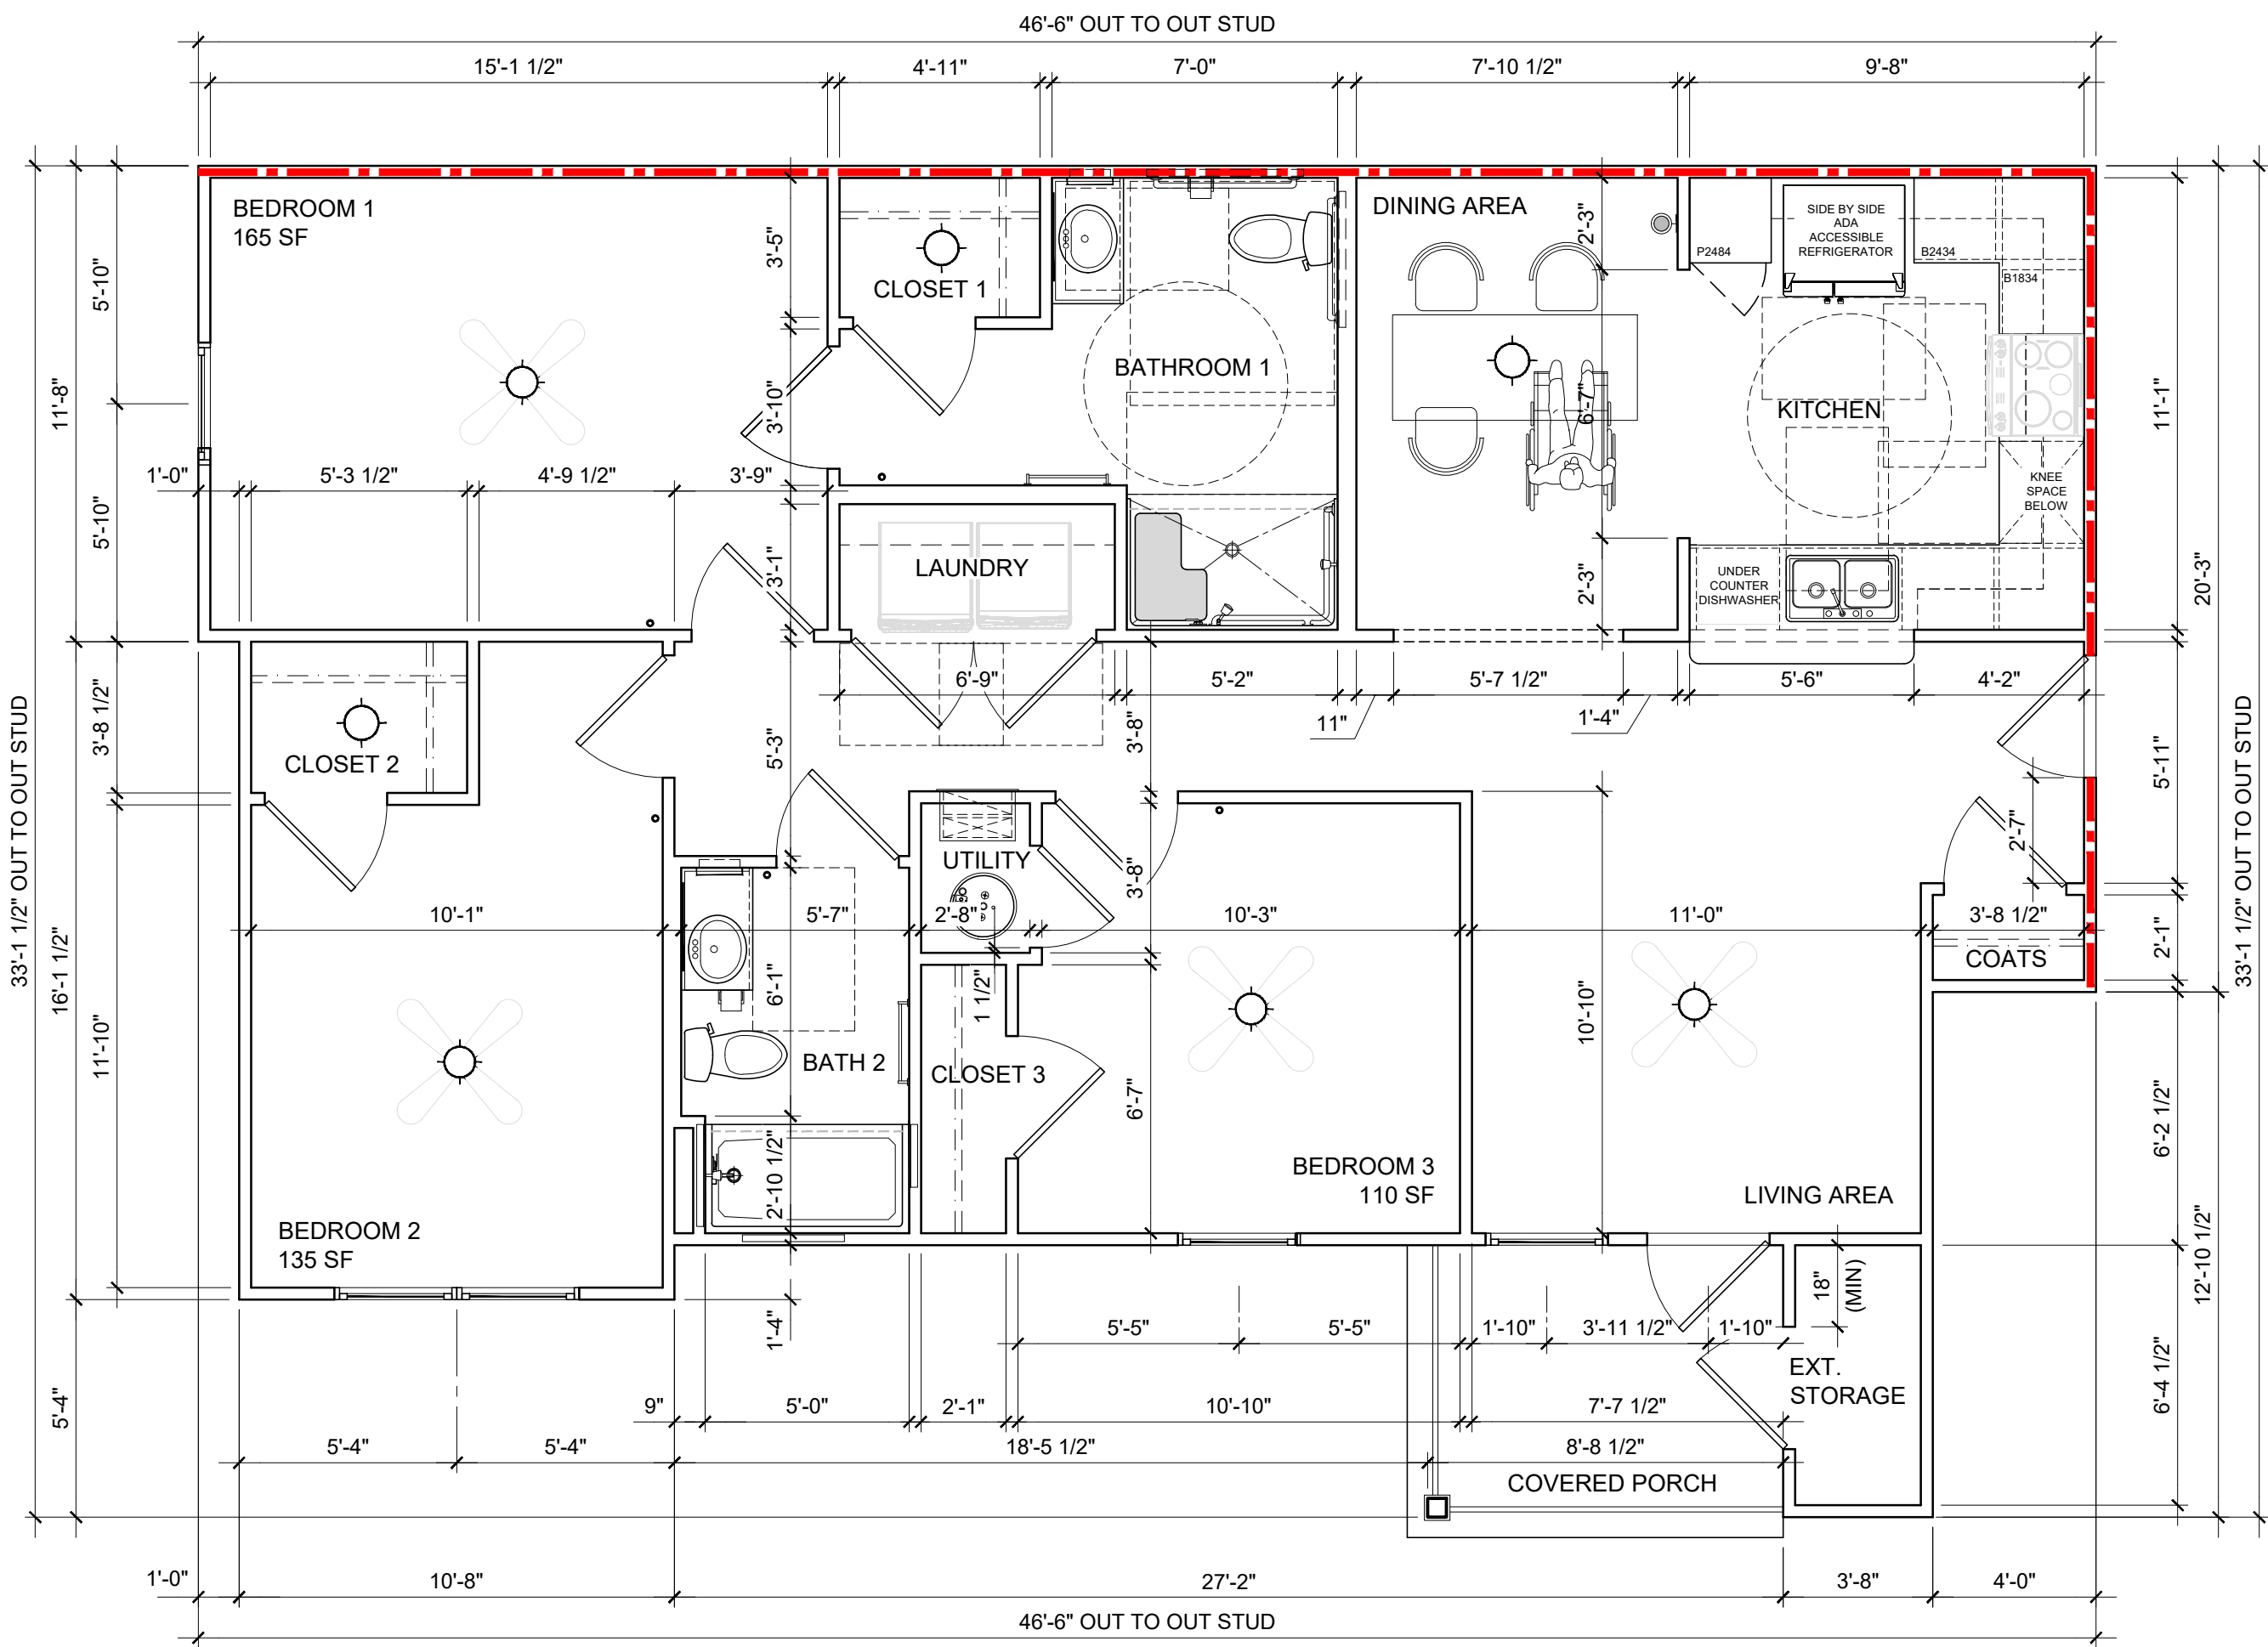 46'-6" OUT TO OUT STUD
15'-1 1/2"
4'-11"
7'-0"
7'-10 1/2"
9'-8"
BEDROOM 1
165 SF
CLOSET 1
BATHROOM 1
DINING AREA
SIDE BY SIDE
ADA
ACCESSIBLE
REFRIGERATOR
P2484
B2434
B1834
KITCHEN
KNEE
SPACE
BELOW
UNDER
COUNTER
DISHWASHER
LAUNDRY
5'-10"
5'-10"
11'-8"
3'-5"
3'-10"
3'-1"
2'-3"
6'-7"
2'-3"
11'-1"
20'-3"
1'-0"
5'-3 1/2"
4'-9 1/2"
3'-9"
6'-9"
5'-2"
11"
5'-7 1/2"
1'-4"
5'-6"
4'-2"
33'-1 1/2" OUT TO OUT STUD
16'-1 1/2"
3'-8 1/2"
11'-10"
5'-4"
CLOSET 2
5'-3"
3'-8"
UTILITY
3'-8"
2'-7"
5'-11"
33'-1 1/2" OUT TO OUT STUD
10'-1"
5'-7"
2'-8"
10'-3"
11'-0"
3'-8 1/2"
COATS
2'-1"
6'-1"
1 1/2"
10'-10"
BATH 2
CLOSET 3
6'-7"
2'-10 1/2"
6'-2 1/2"
12'-10 1/2"
BEDROOM 3
110 SF
LIVING AREA
BEDROOM 2
135 SF
1'-4"
18"
(MIN)
5'-5"
5'-5"
1'-10"
3'-11 1/2"
1'-10"
EXT.
STORAGE
6'-4 1/2"
9"
5'-0"
2'-1"
10'-10"
7'-7 1/2"
5'-4"
5'-4"
18'-5 1/2"
8'-8 1/2"
COVERED PORCH
1'-0"
10'-8"
27'-2"
3'-8"
4'-0"
46'-6" OUT TO OUT STUD